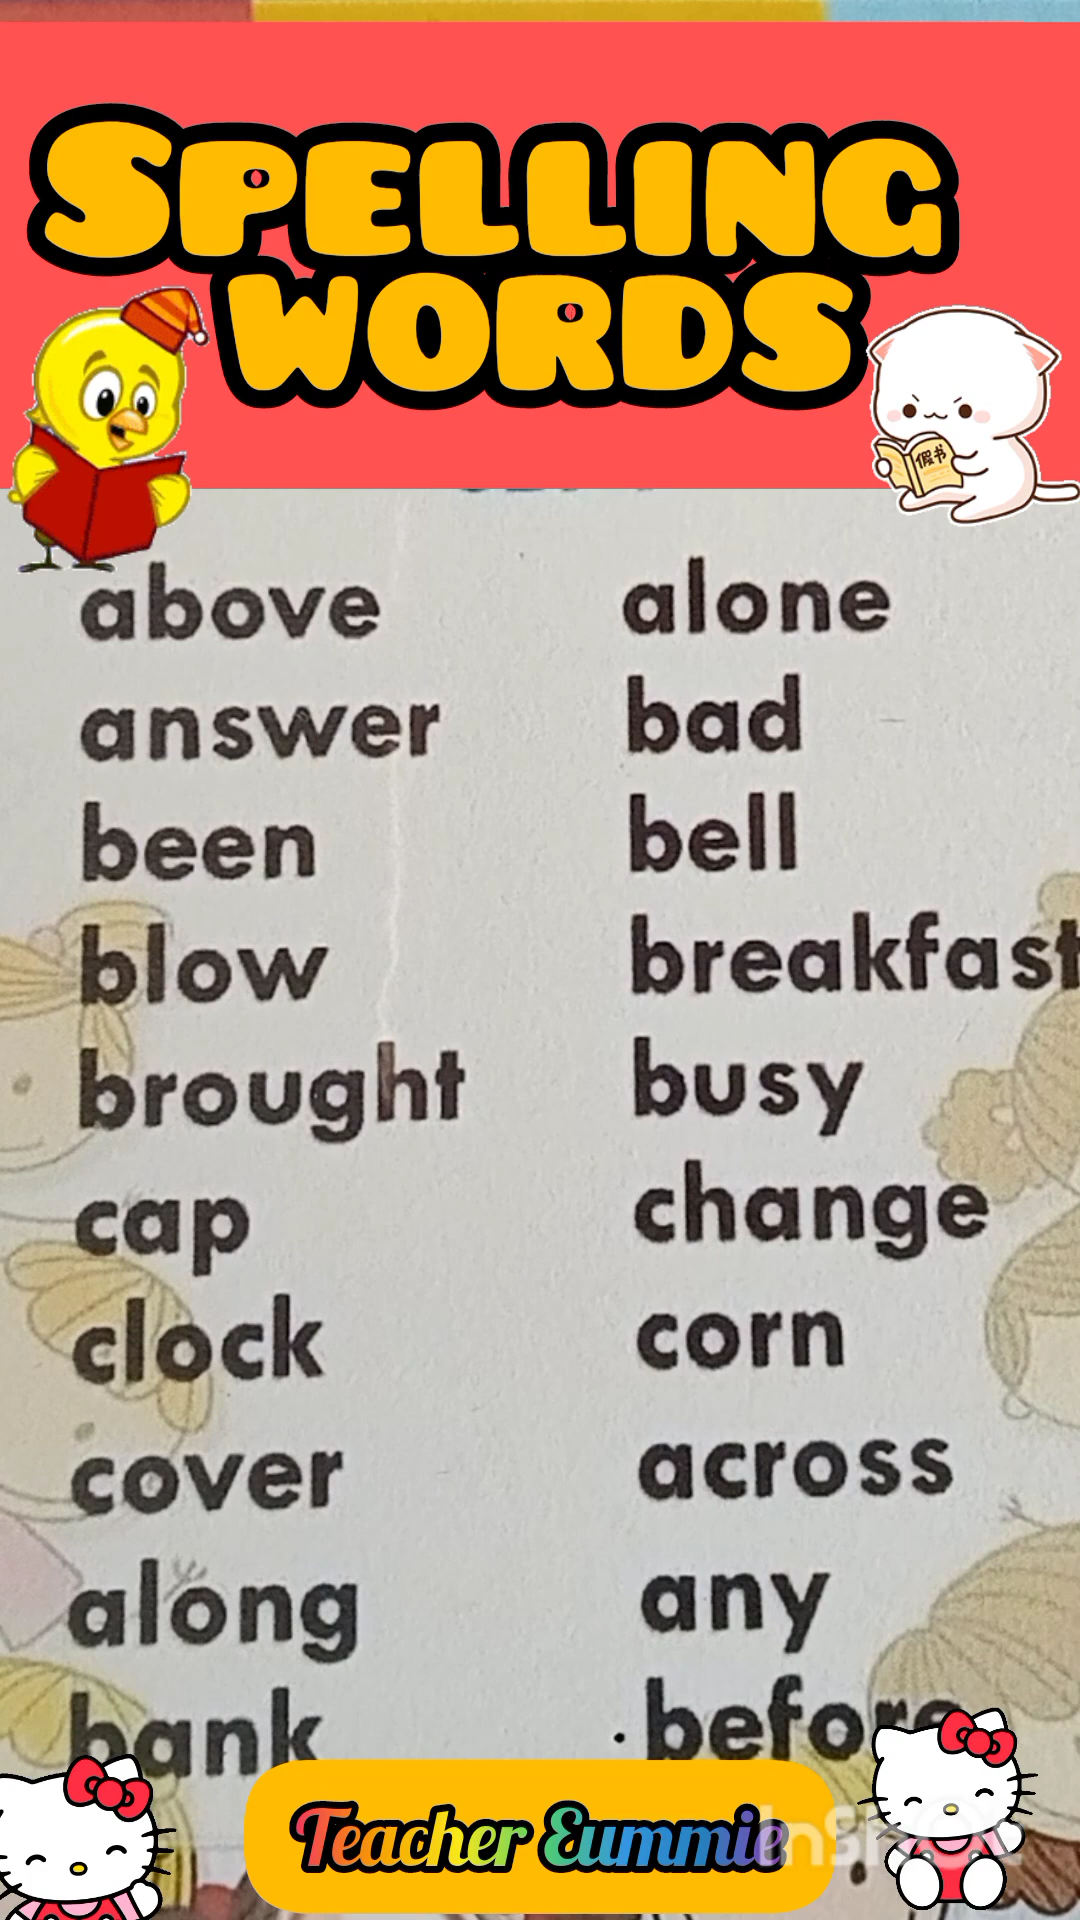 SPELLING
WORDS
假书
above alone
answer bad
been bell
blow breakfast
brought busy
cap change
clock corn
cover across
along any
bank before
Teacher Eummie
InShOt